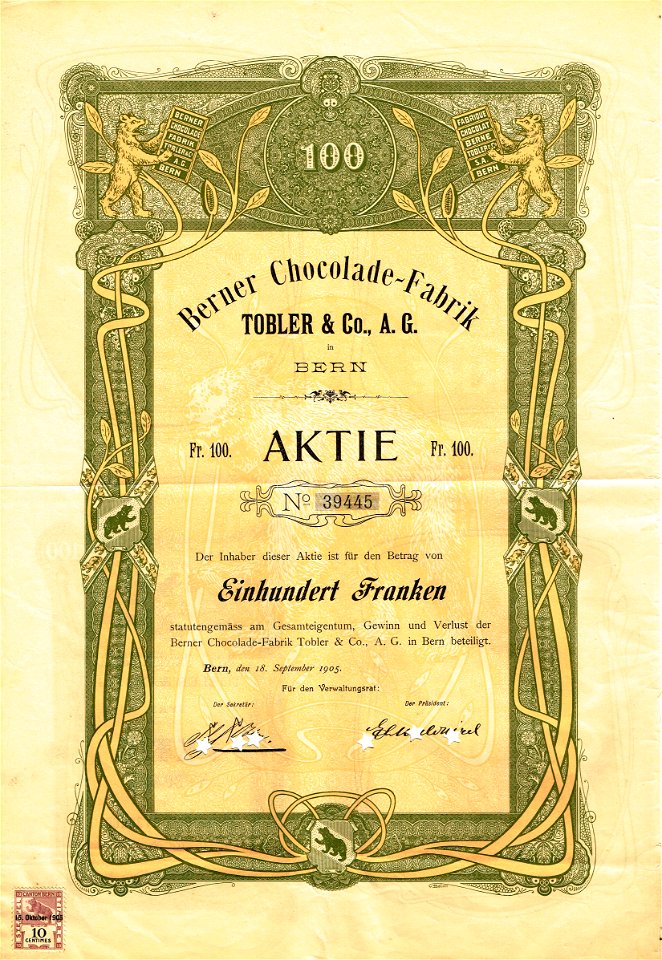 100
BERNER
CHOCOLADE
FABRIK
TOBLER & Co
A.G.
BERN
FABRIQUE
CHOCOLAT
BERNE
TOBLER & Co
S.A.
BERN
Berner Chocolade-Fabrik
TOBLER & Co., A. G.
in
BERN
Fr. 100. AKTIE Fr. 100.
No 39445
Der Inhaber dieser Aktie ist für den Betrag von
Einhundert Franken
statutengemäss am Gesamteigentum, Gewinn und Verlust der
Berner Chocolade-Fabrik Tobler & Co., A. G. in Bern beteiligt.
Bern, den 18. September 1905.
Für den Verwaltungsrat:
Der Sekretär: Der Präsident:
CANTON BERN
Oktober
10
CENTIMES